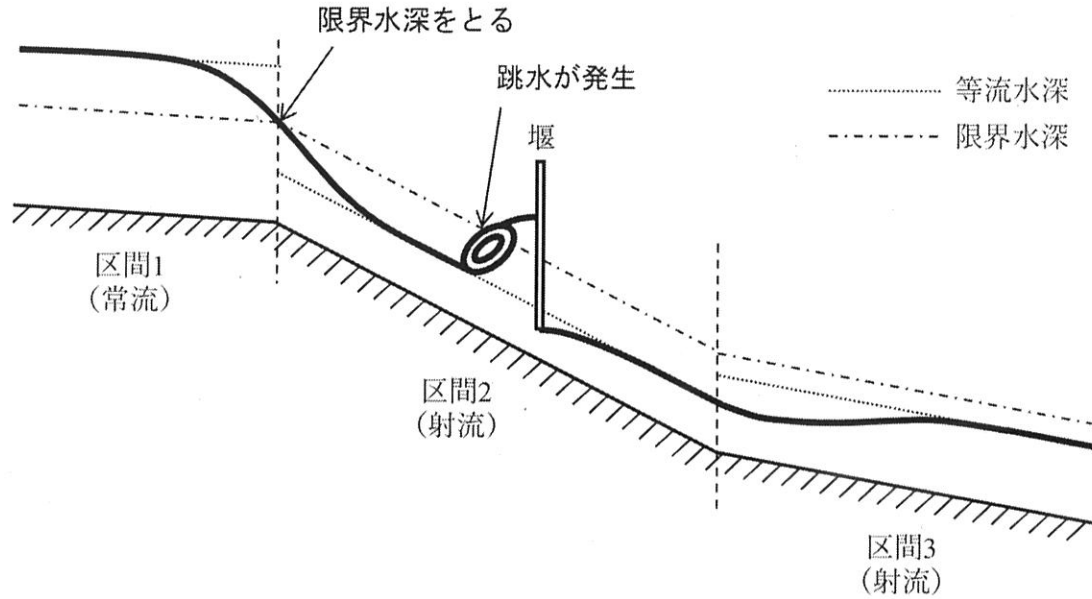 限界水深をとる
跳水が発生
堰
等流水深
限界水深
区間1
(常流)
区間2
(射流)
区間3
(射流)